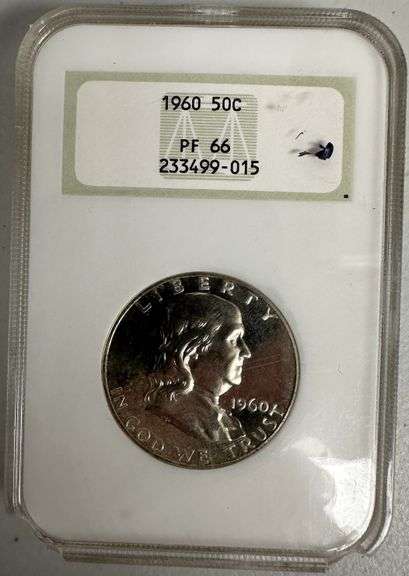 1960 50C
PF 66
233499-015
LIBERTY
1960
IN GOD WE TRUST